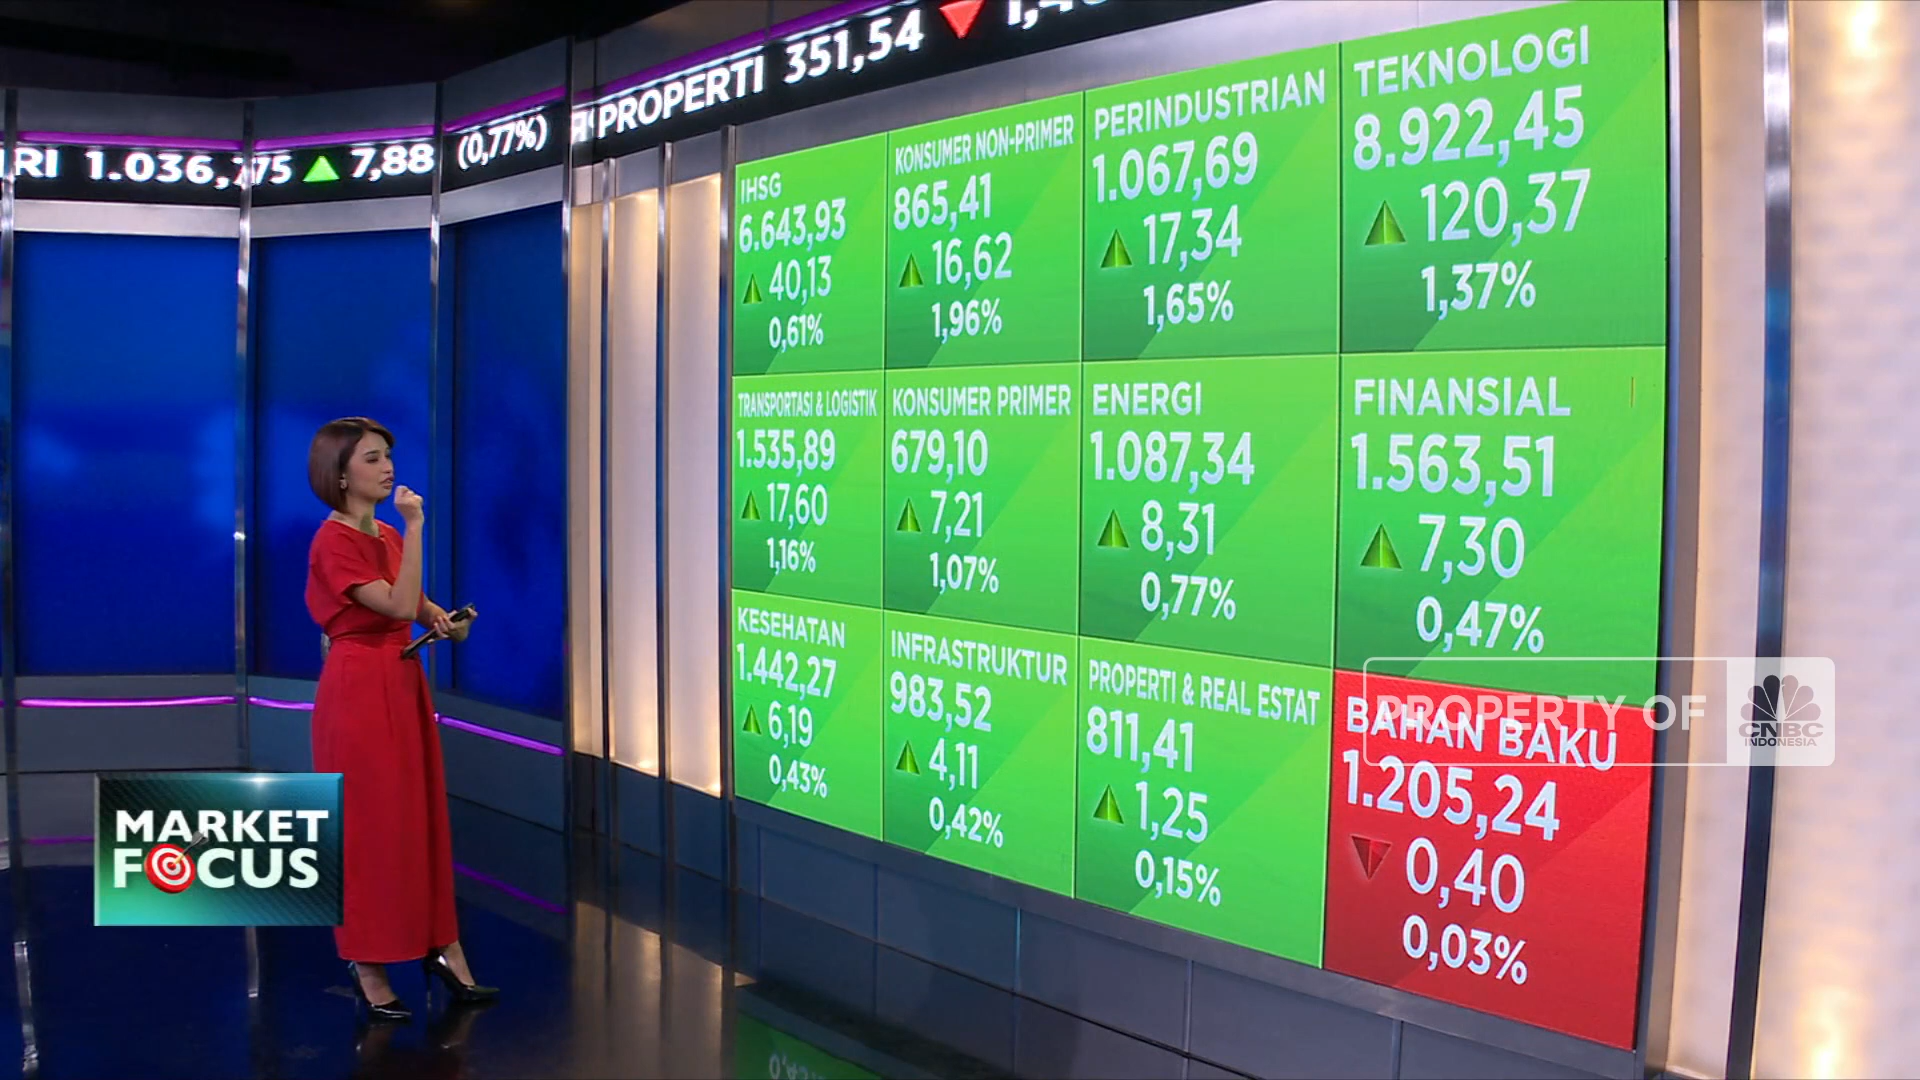 RI 1.036,75 ▲ 7,88 (0,77%)
PROPERTI 351,54 ▼
IHSG
6.643,93
▲ 40,13
0,61%
KONSUMER NON-PRIMER
865,41
▲ 16,62
1,96%
PERINDUSTRIAN
1.067,69
▲ 17,34
1,65%
TEKNOLOGI
8.922,45
▲ 120,37
1,37%
TRANSPORTASI & LOGISTIK
1.535,89
▲ 17,60
1,16%
KONSUMER PRIMER
679,10
▲ 7,21
1,07%
ENERGI
1.087,34
▲ 8,31
0,77%
FINANSIAL
1.563,51
▲ 7,30
0,47%
KESEHATAN
1.442,27
▲ 6,19
0,43%
INFRASTRUKTUR
983,52
▲ 4,11
0,42%
PROPERTI & REAL ESTAT
811,41
▲ 1,25
0,15%
BAHAN BAKU
1.205,24
▼ 0,40
0,03%
PROPERTY OF
CNBC
INDONESIA
MARKET
FOCUS